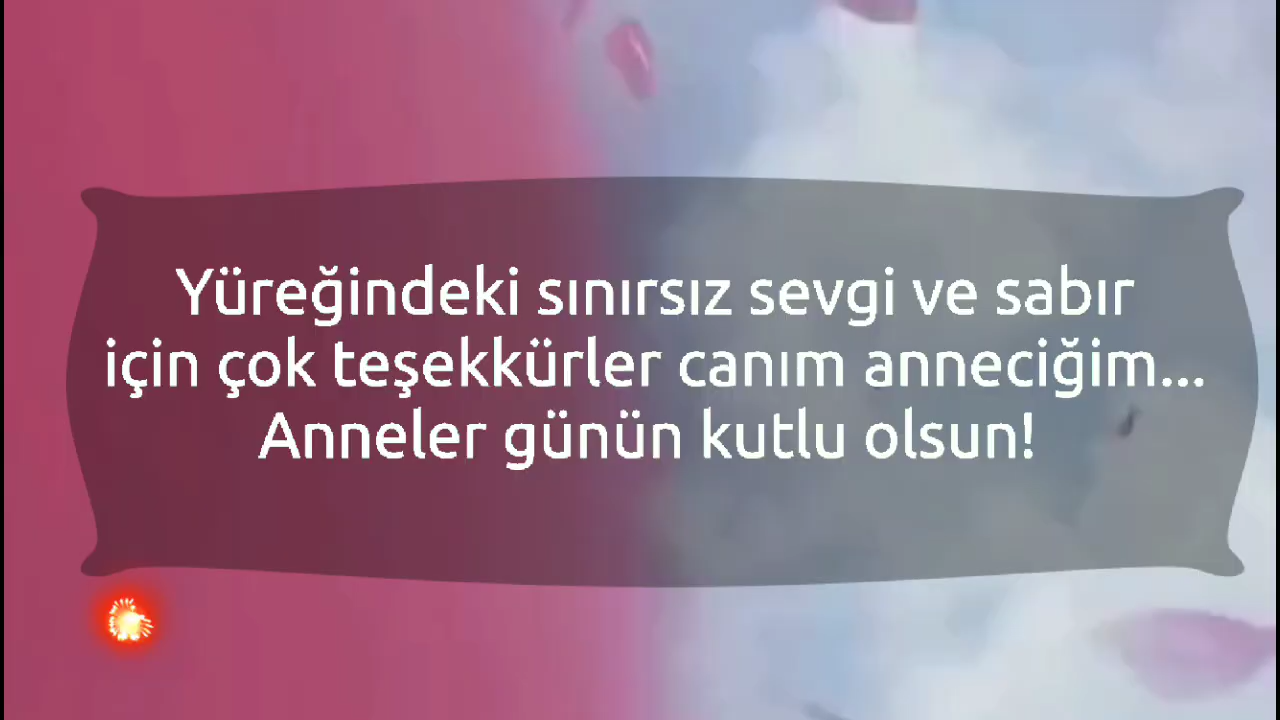 Yüreğindeki sınırsız sevgi ve sabır
için çok teşekkürler canım anneciğim...
Anneler günün kutlu olsun!